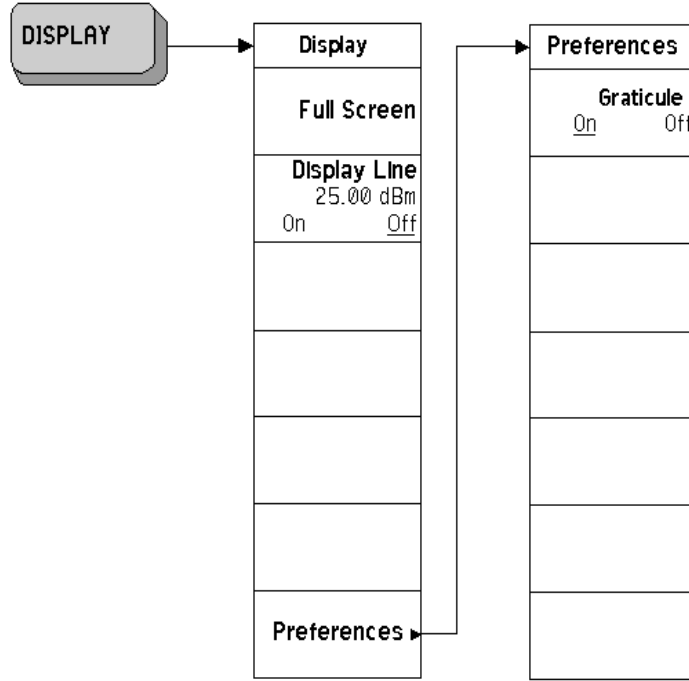 DISPLAY
Display
Full Screen
Display Line
25.00 dBm
On Off
Preferences
Preferences
Graticule
On Off